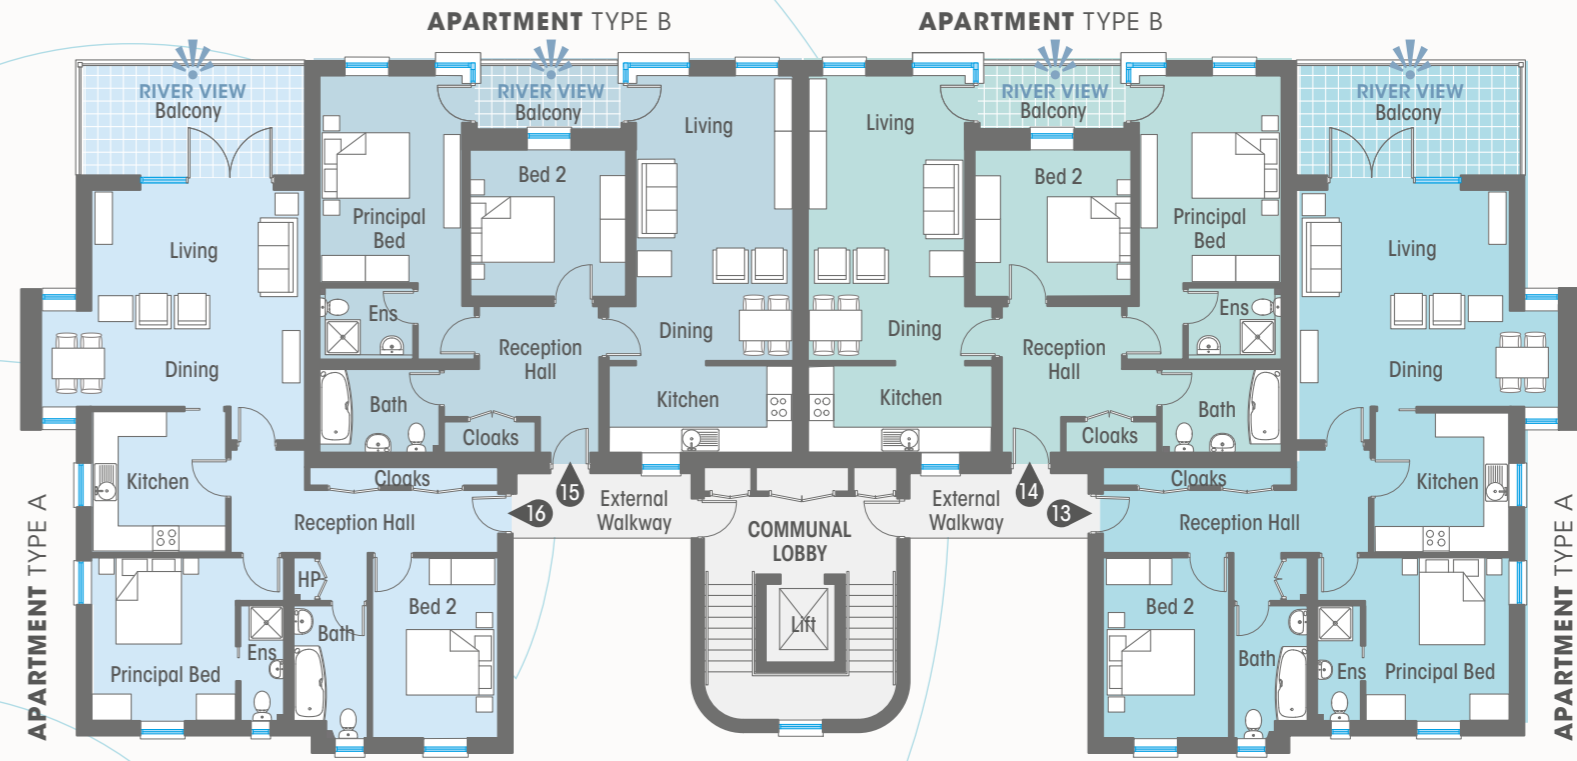 APARTMENT TYPE B
APARTMENT TYPE B
RIVER VIEW
Balcony
RIVER VIEW
Balcony
RIVER VIEW
Balcony
RIVER VIEW
Balcony
Living
Principal
Bed
Bed 2
Living
Living
Bed 2
Principal
Bed
Living
Ens
Dining
Reception
Hall
Dining
Dining
Reception
Hall
Ens
Dining
Bath
Cloaks
Kitchen
Kitchen
Cloaks
Bath
APARTMENT TYPE A
Kitchen
Cloaks
Reception Hall
16
15
External
Walkway
COMMUNAL
LOBBY
External
Walkway
14
13
Cloaks
Reception Hall
Kitchen
APARTMENT TYPE A
HP
Bath
Bed 2
Ens
Principal Bed
Lift
Bed 2
Bath
Ens
Principal Bed